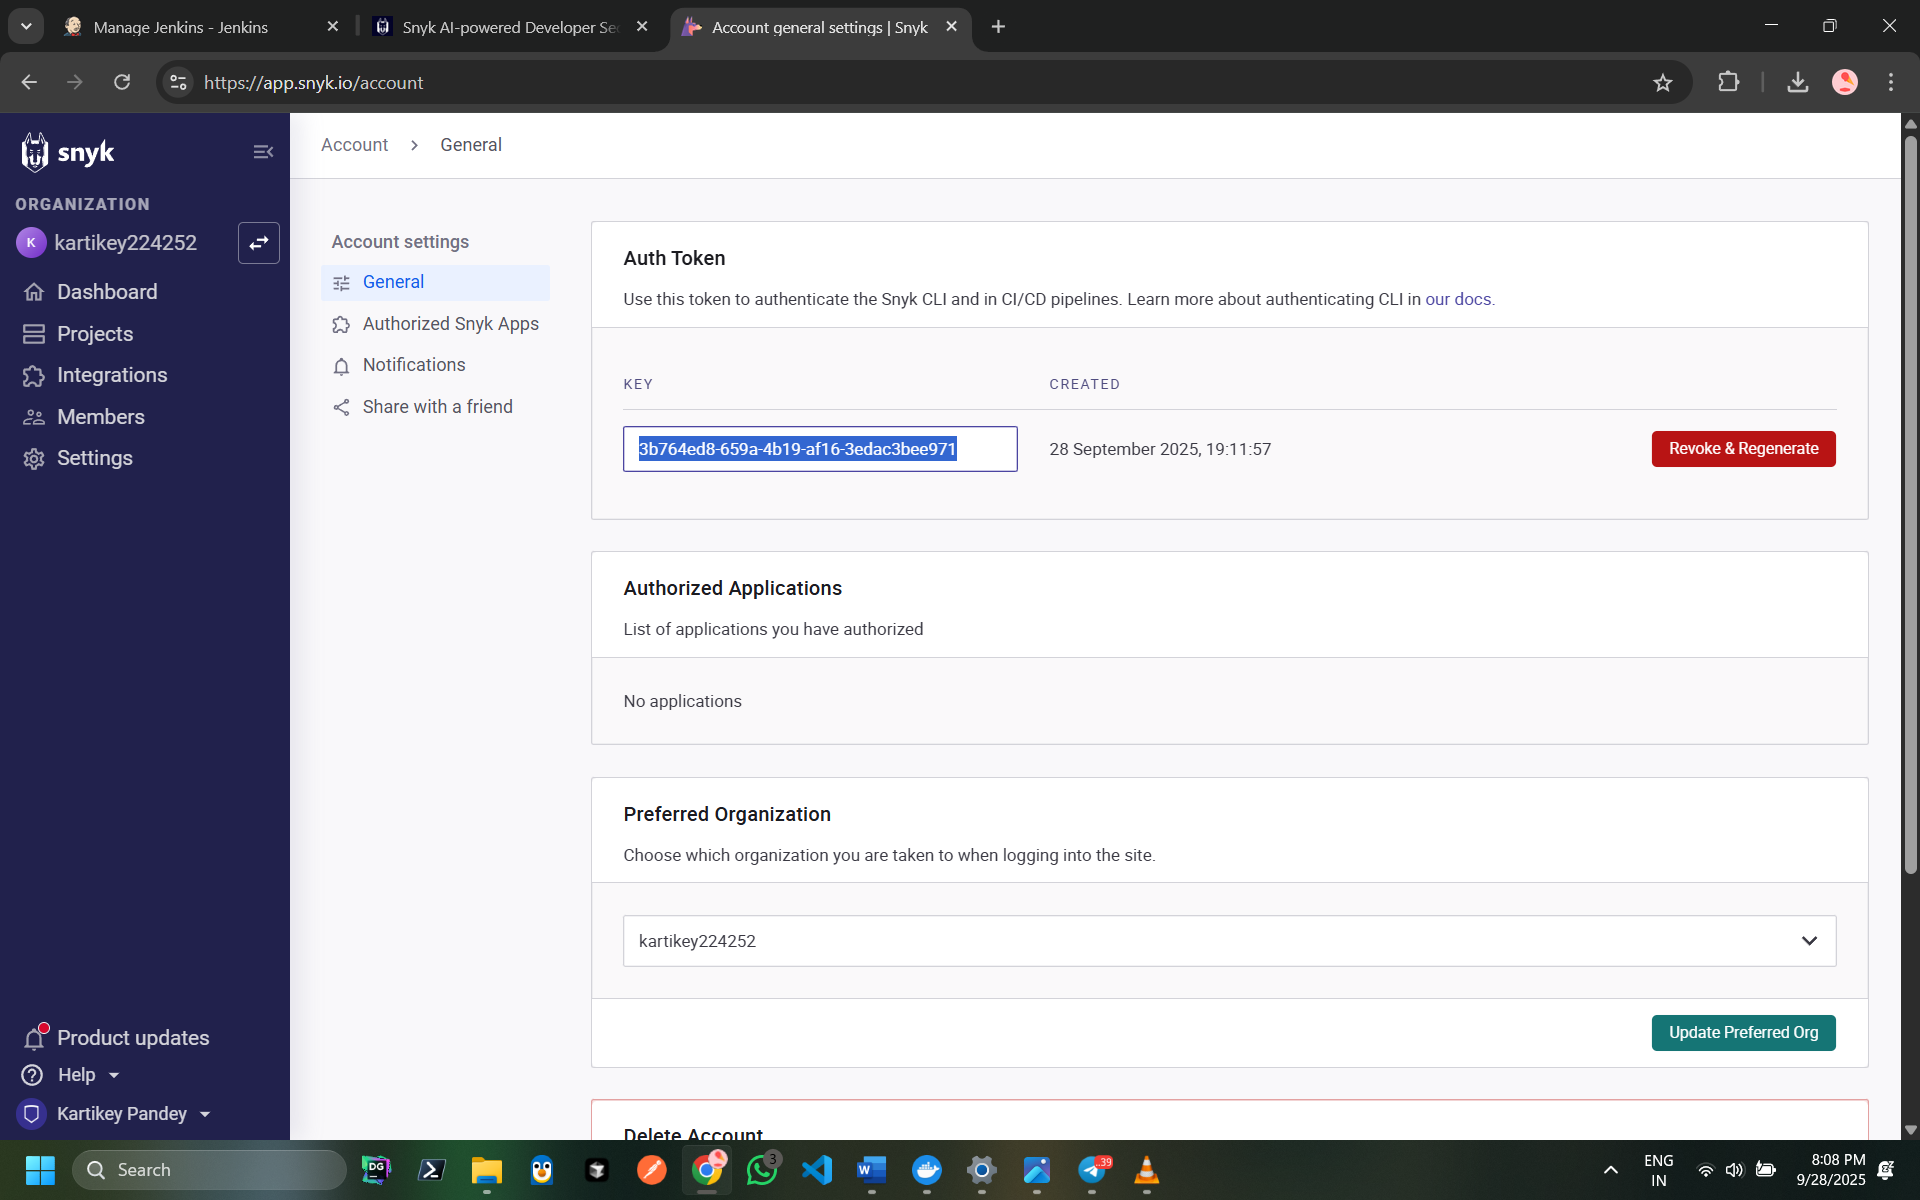 Manage Jenkins - Jenkins
Snyk AI-powered Developer Sec
Account general settings | Snyk
https://app.snyk.io/account
snyk
ORGANIZATION
K
kartikey224252
Dashboard
Projects
Integrations
Members
Settings
Product updates
Help
Kartikey Pandey
Account > General
Account settings
General
Authorized Snyk Apps
Notifications
Share with a friend
Auth Token
Use this token to authenticate the Snyk CLI and in CI/CD pipelines. Learn more about authenticating CLI in our docs.
KEY
CREATED
3b764ed8-659a-4b19-af16-3edac3bee971
28 September 2025, 19:11:57
Revoke & Regenerate
Authorized Applications
List of applications you have authorized
No applications
Preferred Organization
Choose which organization you are taken to when logging into the site.
kartikey224252
Update Preferred Org
Delete Account
Search
DG
3
W
.39
ENG
IN
8:08 PM
9/28/2025